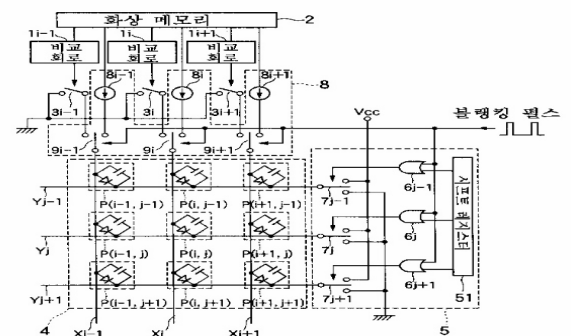 화상 메모리 2
1i-1 1i 1i+1
비교 회로 비교 회로 비교 회로
8i-1 8i 8i+1 8
3i-1 3i 3i+1
Vcc 블랭킹 펄스
9i-1 9i 9i+1
Yj-1 P(i-1, j-1) P(i, j-1) P(i+1, j-1) 7j-1 6j-1
시프트 레지스터
Yj P(i-1, j) P(i, j) P(i+1, j) 7j 6j
Yj+1 P(i-1, j+1) P(i, j+1) P(i+1, j+1) 7j+1 6j+1 51
4 Xi-1 Xi Xi+1 5